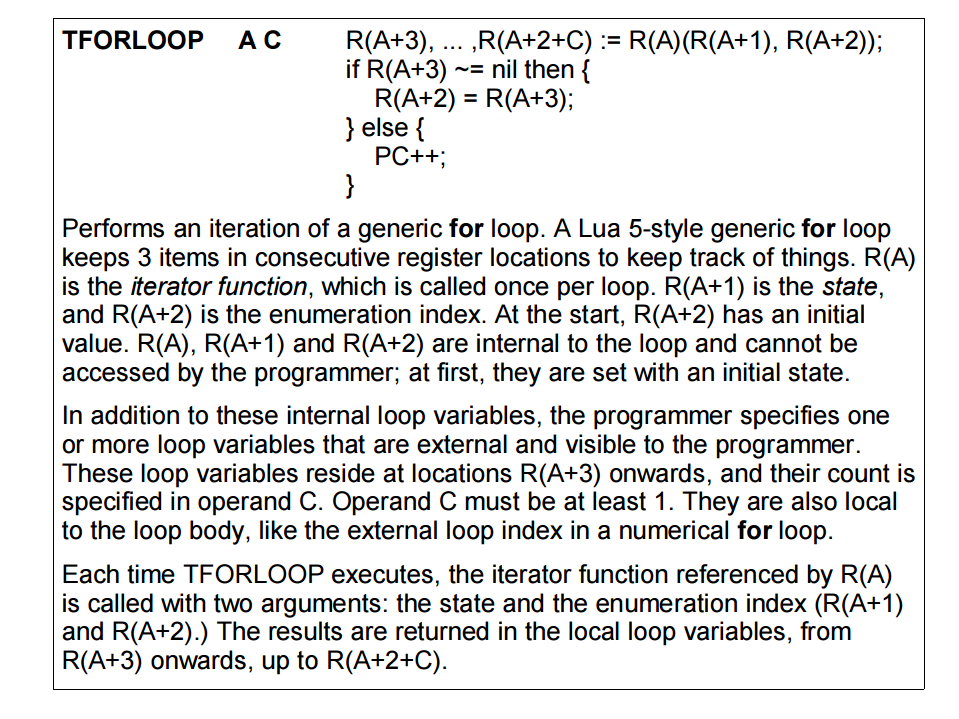 TFORLOOP A C R(A+3), ... ,R(A+2+C) := R(A)(R(A+1), R(A+2));
if R(A+3) ~= nil then {
R(A+2) = R(A+3);
} else {
PC++;
}
Performs an iteration of a generic for loop. A Lua 5-style generic for loop
keeps 3 items in consecutive register locations to keep track of things. R(A)
is the iterator function, which is called once per loop. R(A+1) is the state,
and R(A+2) is the enumeration index. At the start, R(A+2) has an initial
value. R(A), R(A+1) and R(A+2) are internal to the loop and cannot be
accessed by the programmer; at first, they are set with an initial state.
In addition to these internal loop variables, the programmer specifies one
or more loop variables that are external and visible to the programmer.
These loop variables reside at locations R(A+3) onwards, and their count is
specified in operand C. Operand C must be at least 1. They are also local
to the loop body, like the external loop index in a numerical for loop.
Each time TFORLOOP executes, the iterator function referenced by R(A)
is called with two arguments: the state and the enumeration index (R(A+1)
and R(A+2).) The results are returned in the local loop variables, from
R(A+3) onwards, up to R(A+2+C).